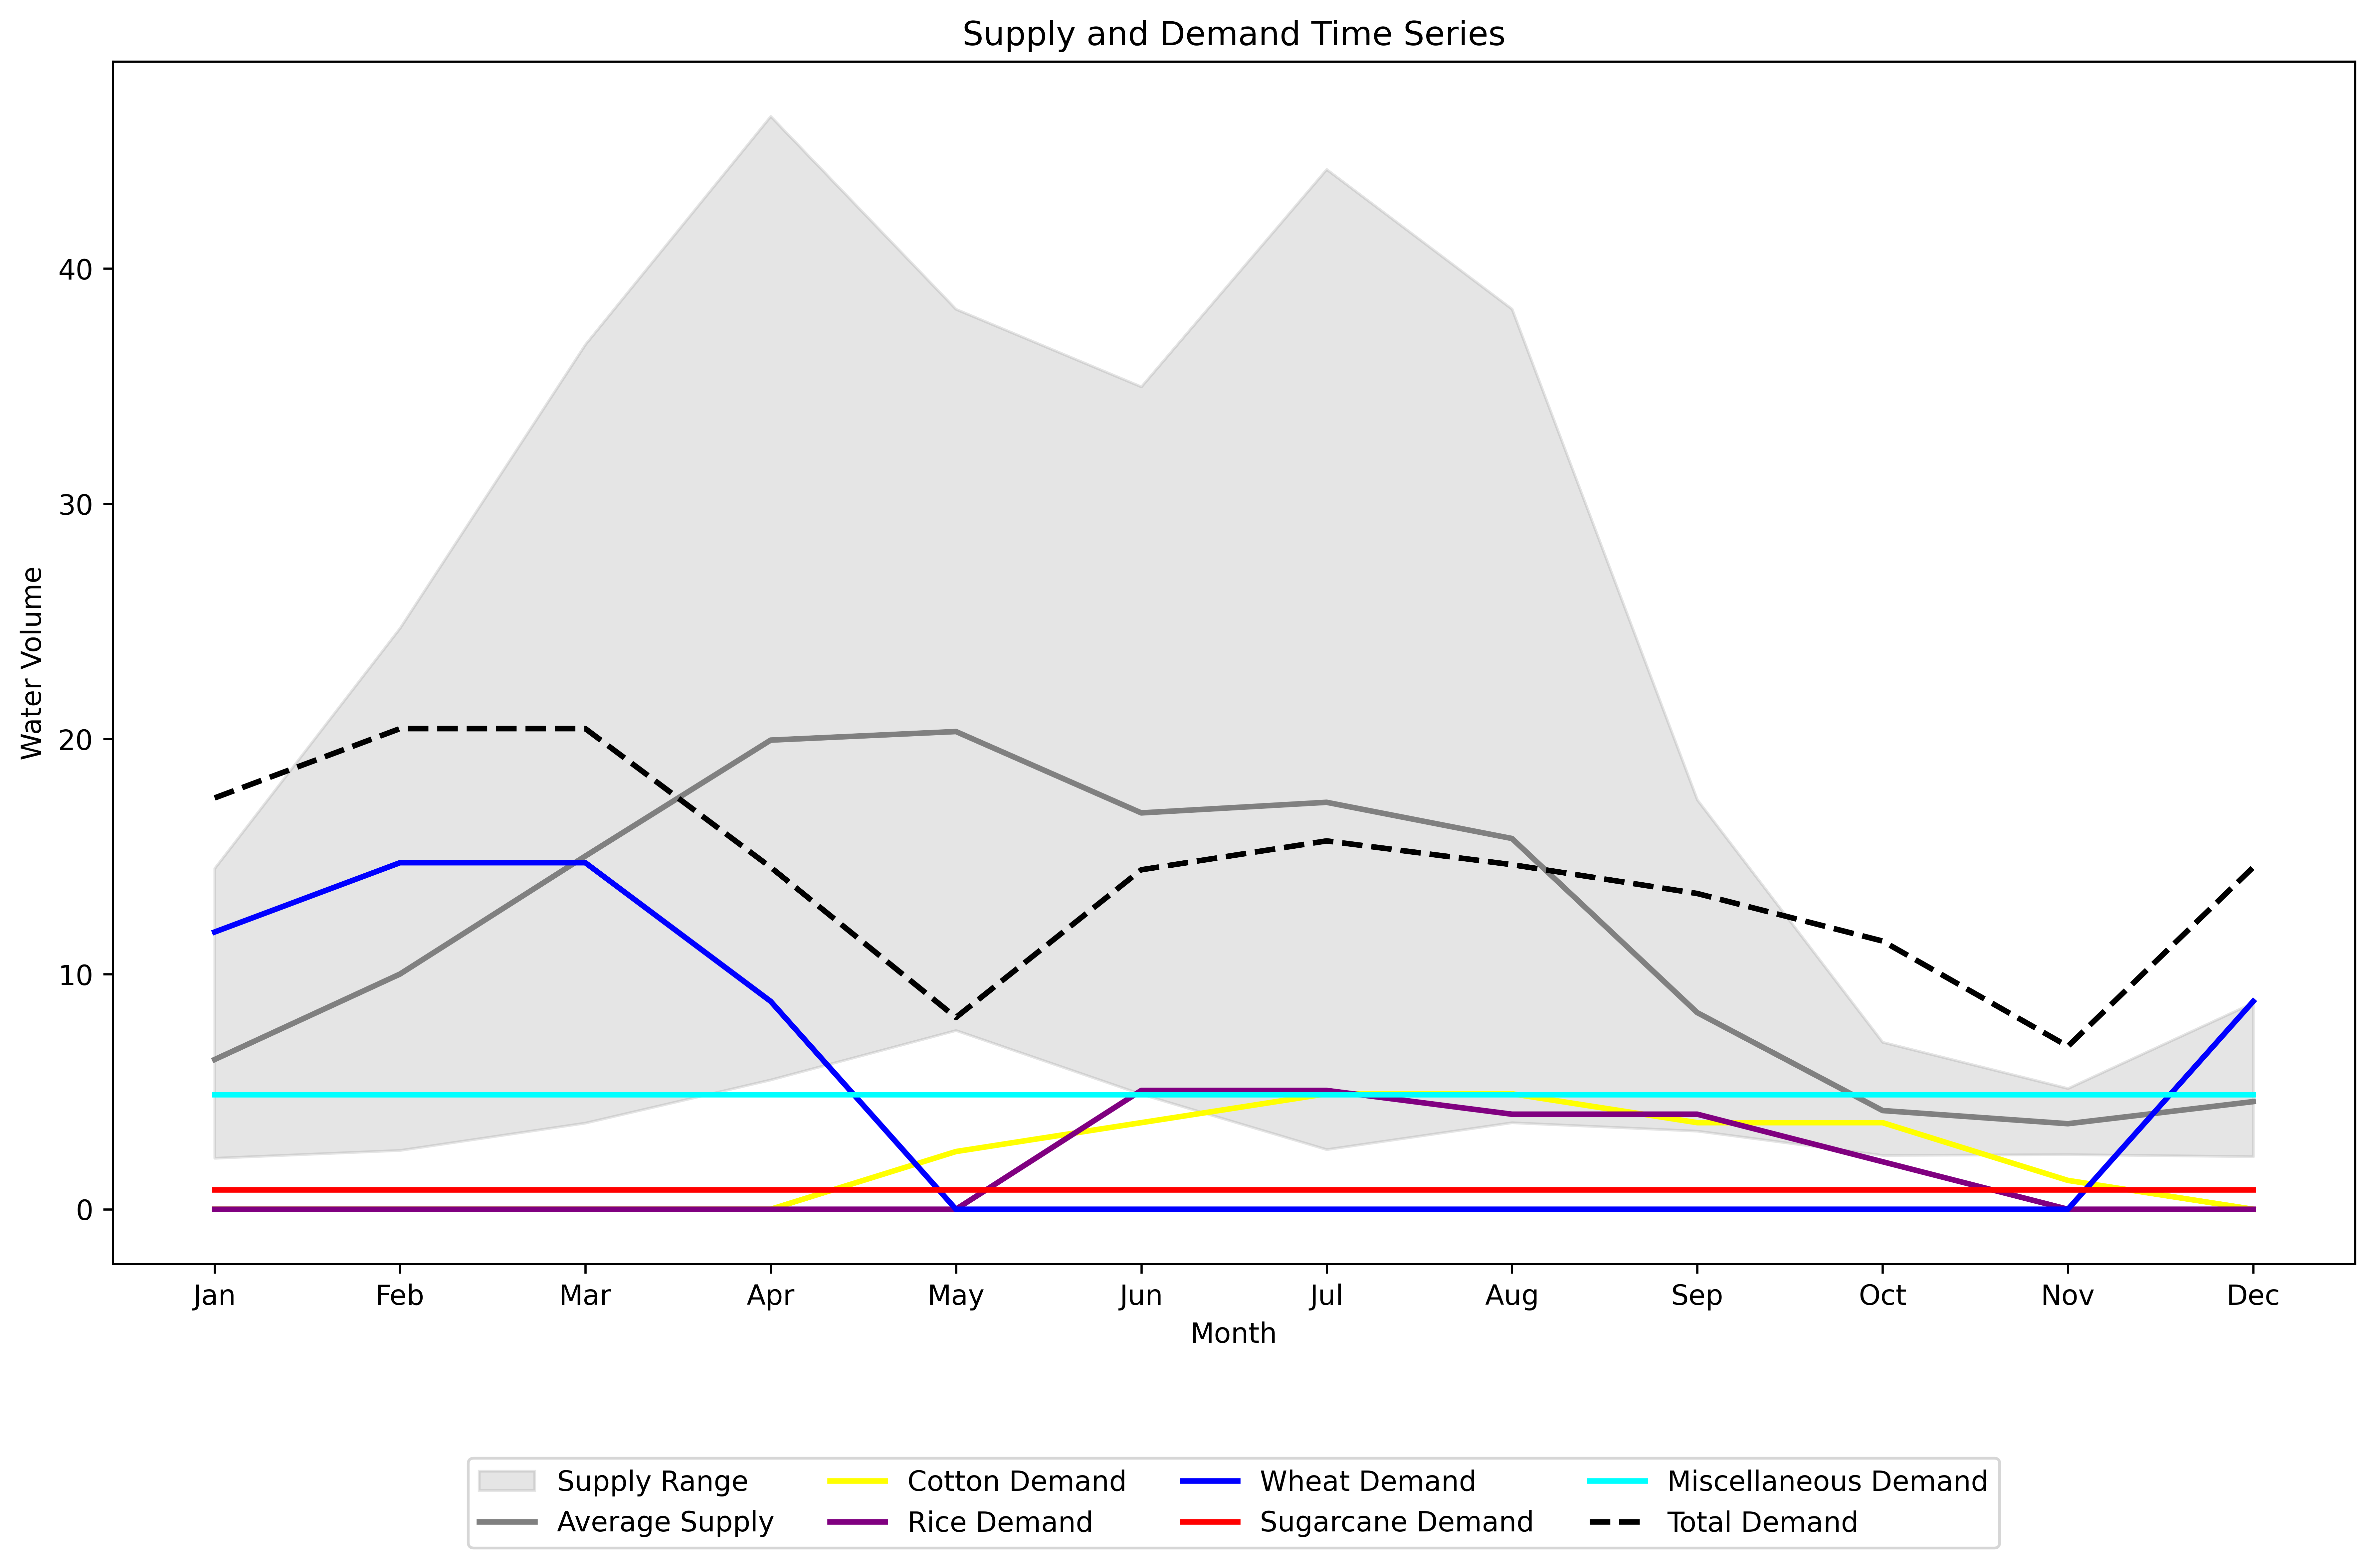 Supply and Demand Time Series
Water Volume
40
30
20
10
0
Jan Feb Mar Apr May Jun Jul Aug Sep Oct Nov Dec
Month
Supply Range Cotton Demand Wheat Demand Miscellaneous Demand
Average Supply Rice Demand Sugarcane Demand Total Demand